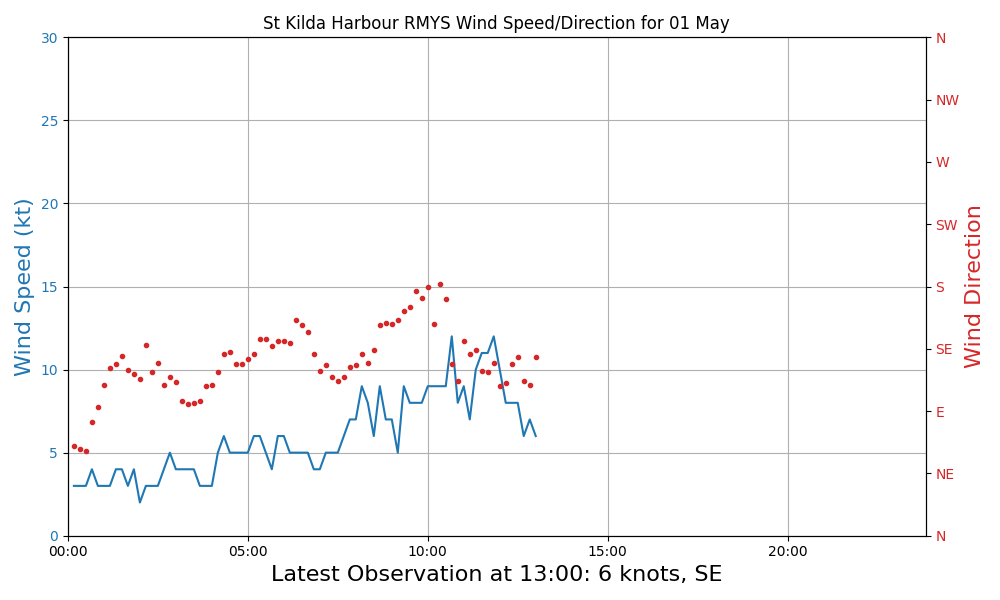 St Kilda Harbour RMYS Wind Speed/Direction for 01 May
30
25
20
15
10
5
0
Wind Speed (kt)
N
NW
W
SW
S
SE
E
NE
N
Wind Direction
00:00 05:00 10:00 15:00 20:00
Latest Observation at 13:00: 6 knots, SE